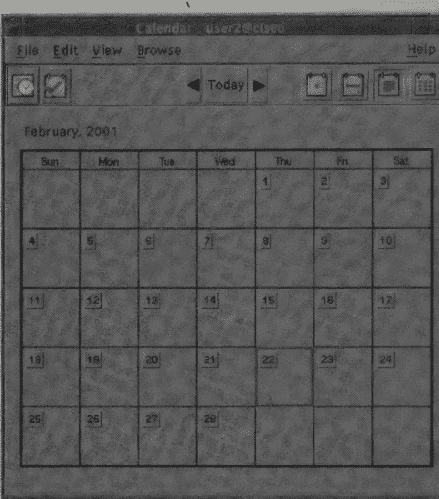 Calendar : user2@cised
File Edit View Browse Help
Today
February, 2001
Sun Mon Tue Wed Thu Fri Sat
1 2 3
4 5 6 7 8 9 10
11 12 13 14 15 16 17
18 19 20 21 22 23 24
25 26 27 28